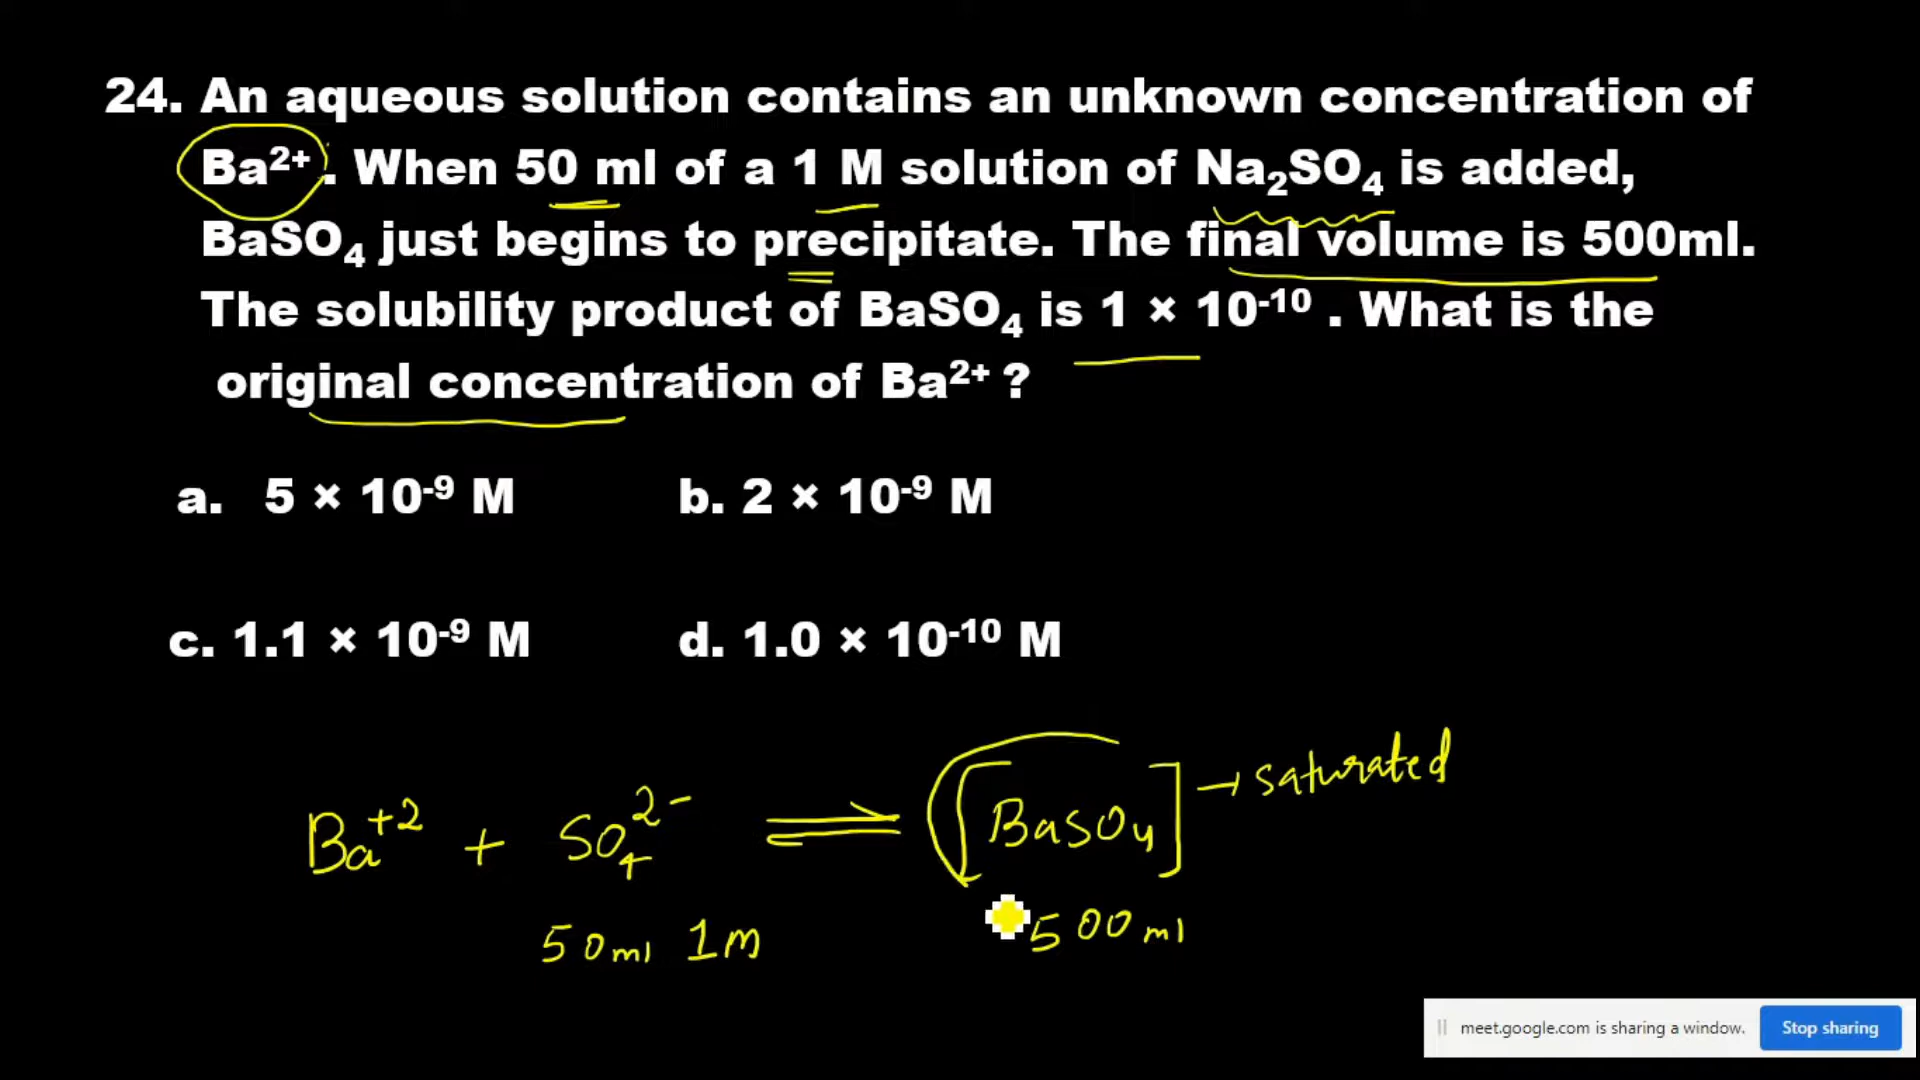 24. An aqueous solution contains an unknown concentration of
Ba²⁺. When 50 ml of a 1 M solution of Na₂SO₄ is added,
BaSO₄ just begins to precipitate. The final volume is 500ml.
The solubility product of BaSO₄ is 1 × 10⁻¹⁰ . What is the
original concentration of Ba²⁺ ?
a. 5 × 10⁻⁹ M b. 2 × 10⁻⁹ M
c. 1.1 × 10⁻⁹ M d. 1.0 × 10⁻¹⁰ M
Ba⁺² + SO₄²⁻ ⇌ [BaSO₄] → saturated
50ml 1M 500ml
meet.google.com is sharing a window. Stop sharing